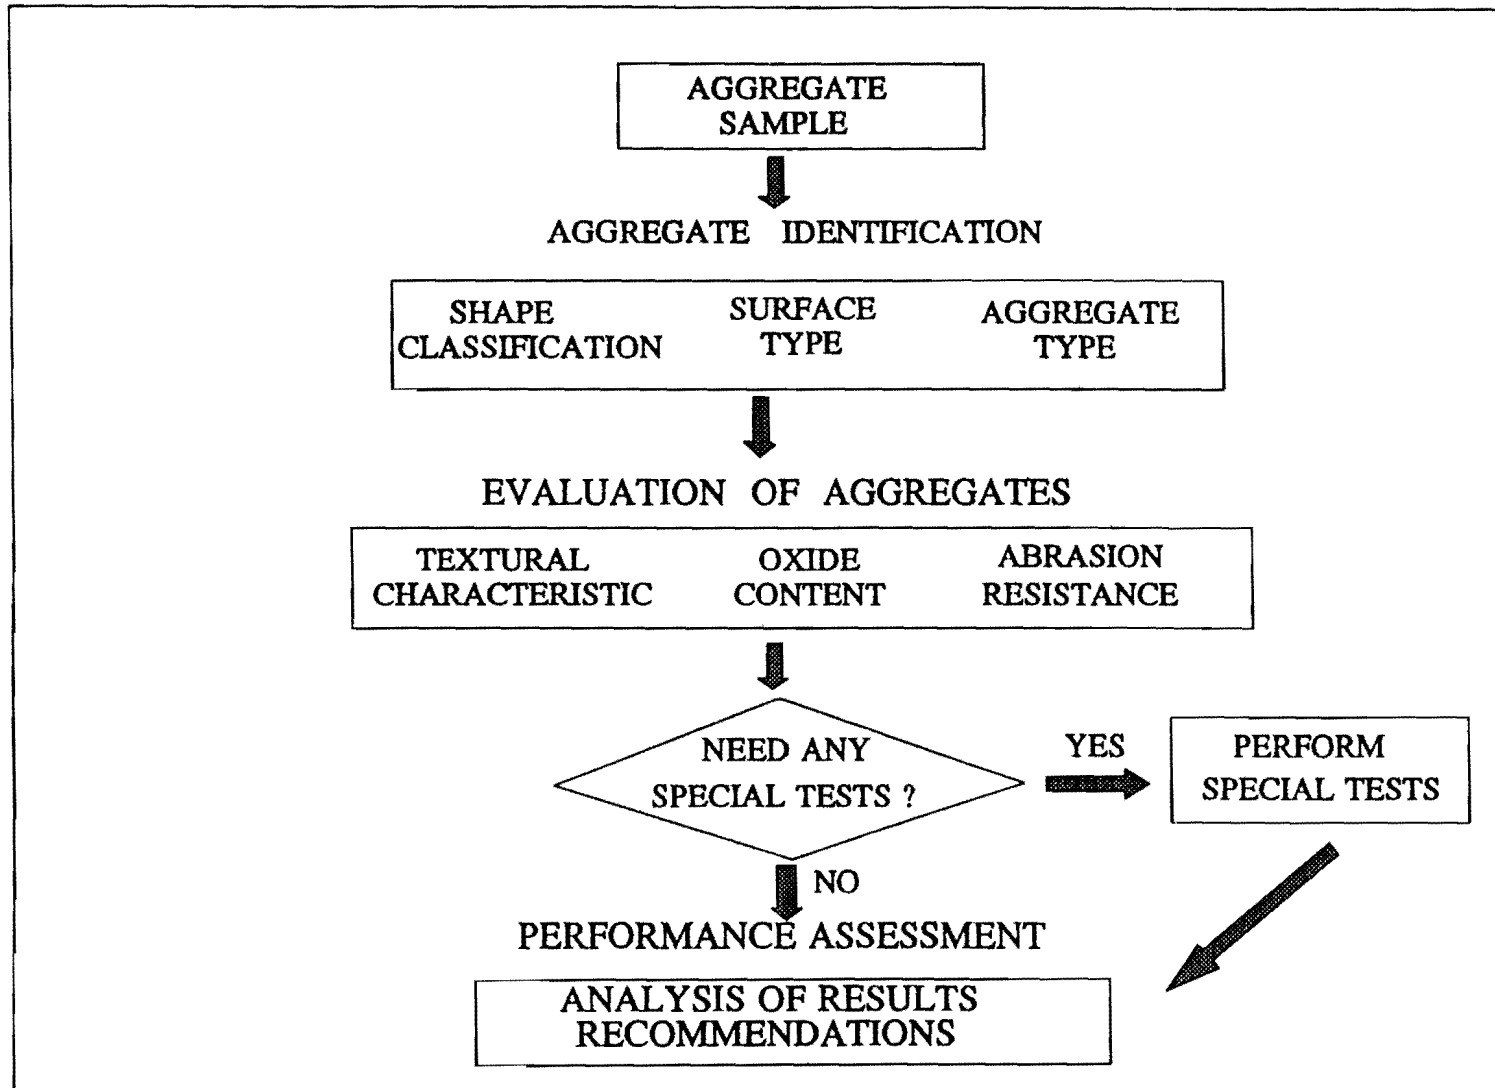 AGGREGATE
SAMPLE
AGGREGATE IDENTIFICATION
SHAPE
CLASSIFICATION
SURFACE
TYPE
AGGREGATE
TYPE
EVALUATION OF AGGREGATES
TEXTURAL
CHARACTERISTIC
OXIDE
CONTENT
ABRASION
RESISTANCE
NEED ANY
SPECIAL TESTS ?
YES
PERFORM
SPECIAL TESTS
NO
PERFORMANCE ASSESSMENT
ANALYSIS OF RESULTS
RECOMMENDATIONS